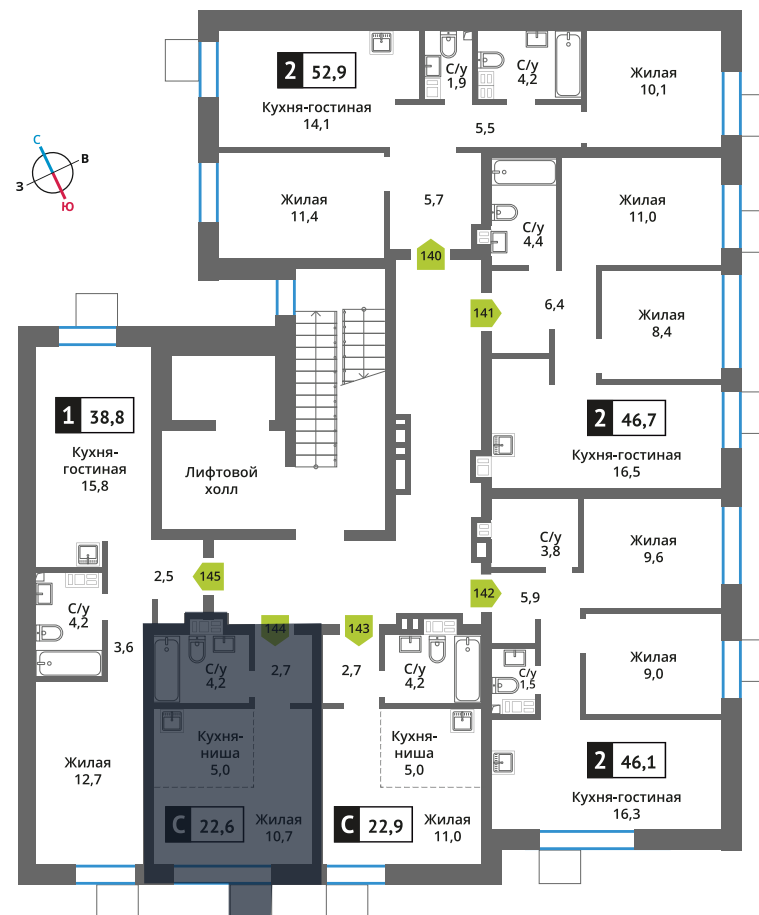 2 52,9
Кухня-гостиная
14,1
С/у
1,9
С/у
4,2
Жилая
10,1
5,5
С
В
З
Ю
Жилая
11,4
5,7
140
С/у
4,4
Жилая
11,0
141
6,4
Жилая
8,4
1 38,8
Кухня-
гостиная
15,8
Лифтовой
холл
2 46,7
Кухня-гостиная
16,5
С/у
3,8
Жилая
9,6
2,5
145
142
5,9
С/у
4,2
3,6
144
143
С/у
4,2
2,7
2,7
С/у
4,2
Жилая
9,0
С/у
1,5
Жилая
12,7
Кухня-
ниша
5,0
Кухня-
ниша
5,0
2 46,1
Кухня-гостиная
16,3
С 22,6
Жилая
10,7
С 22,9
Жилая
11,0